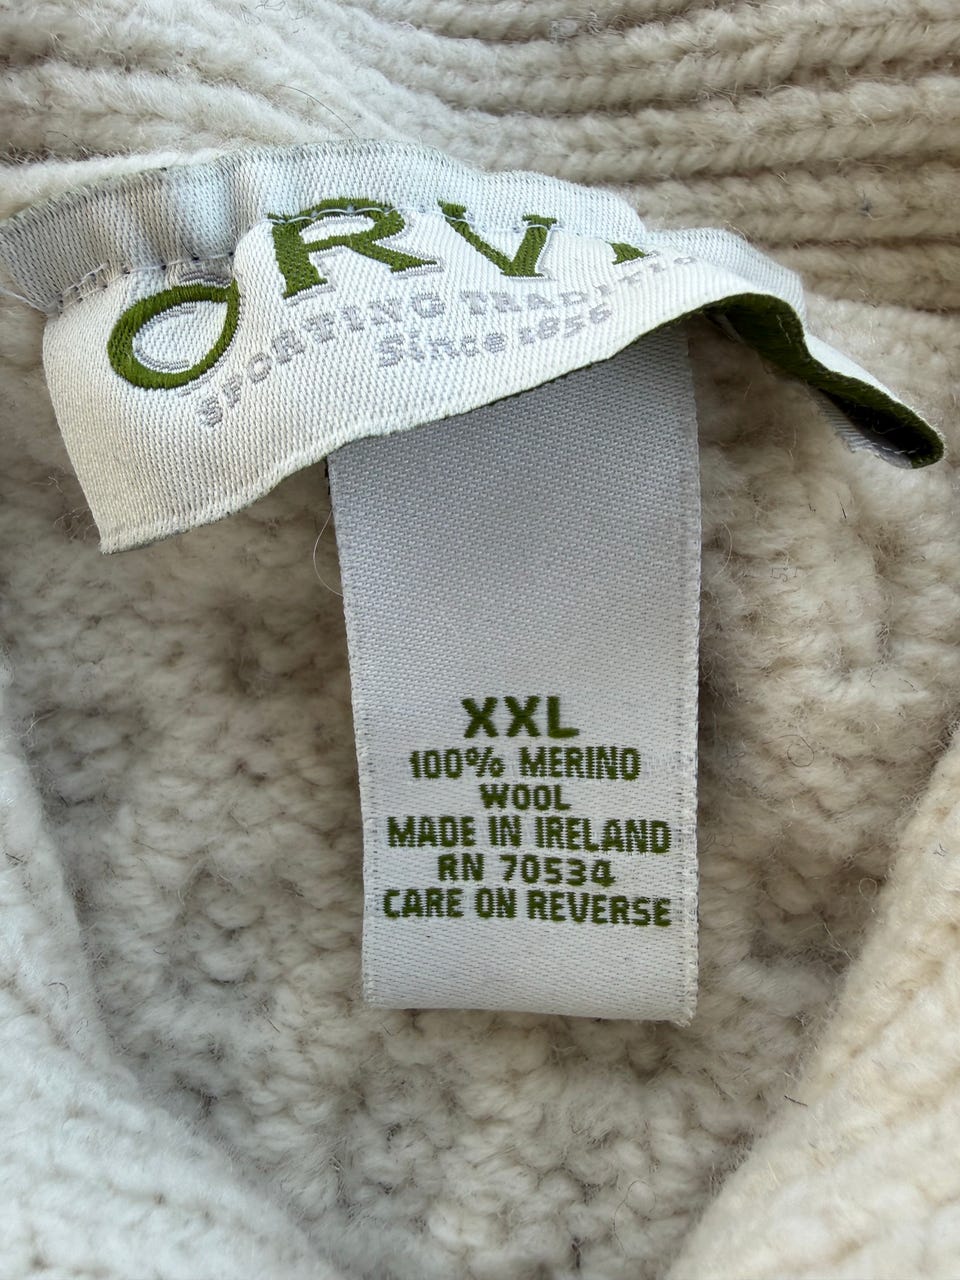 ORVI
SPORTING TRADITIO
Since 1856
XXL
100% MERINO
WOOL
MADE IN IRELAND
RN 70534
CARE ON REVERSE